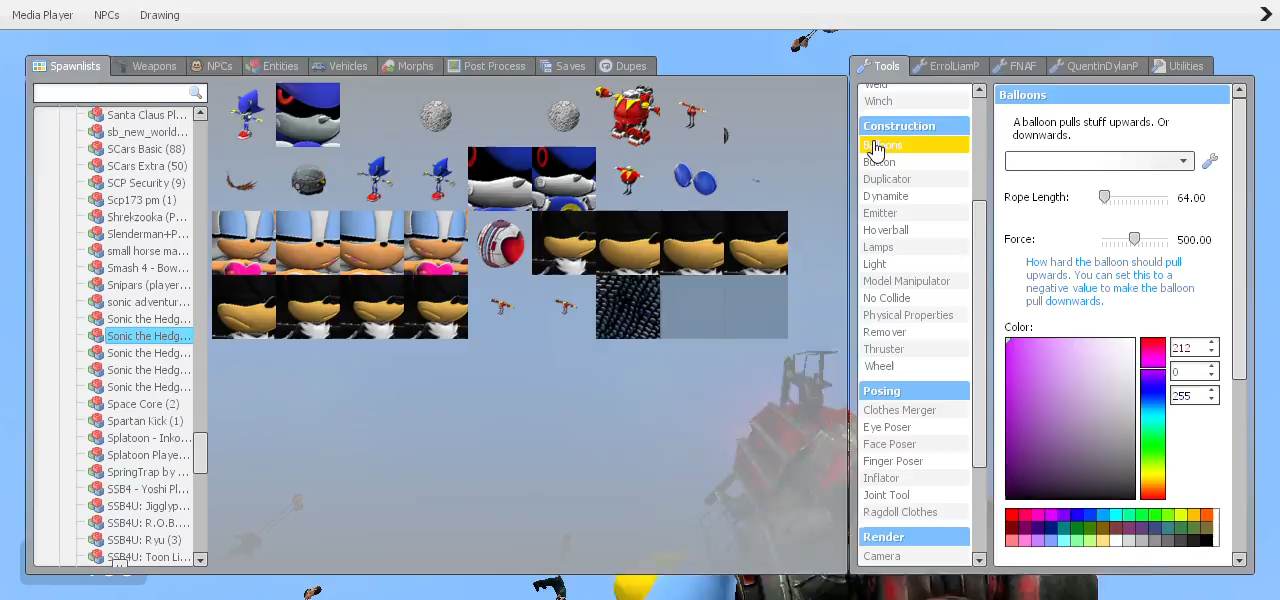 Media Player NPCs Drawing
Spawnlists Weapons NPCs Entities Vehicles Morphs Post Process Saves Dupes
Tools ErrolLiamP FNAF QuentinDylanP Utilities
Santa Claus Pl...
sb_new_world...
SCars Basic (88)
SCars Extra (50)
SCP Security (9)
Scp173 pm (1)
Shrekzooka (P...
Slenderman+P...
small horse ma...
Smash 4 - Bow...
Snipars (player...
sonic adventur...
Sonic the Hedg...
Sonic the Hedg...
Sonic the Hedg...
Sonic the Hedg...
Sonic the Hedg...
Space Core (2)
Spartan Kick (1)
Splatoon - Inko...
Splatoon Playe...
SpringTrap by ...
SSB4 - Yoshi Pl...
SSB4U: Jigglyp...
SSB4U: R.O.B...
SSB4U: Ryu (3)
SSB4U: Toon Li...
Weld
Winch
Construction
Balloons
Button
Duplicator
Dynamite
Emitter
Hoverball
Lamps
Light
Model Manipulator
No Collide
Physical Properties
Remover
Thruster
Wheel
Posing
Clothes Merger
Eye Poser
Face Poser
Finger Poser
Inflator
Joint Tool
Ragdoll Clothes
Render
Camera
Balloons
A balloon pulls stuff upwards. Or
downwards.
Rope Length: 64.00
Force: 500.00
How hard the balloon should pull
upwards. You can set this to a
negative value to make the balloon
pull downwards.
Color:
212
0
255